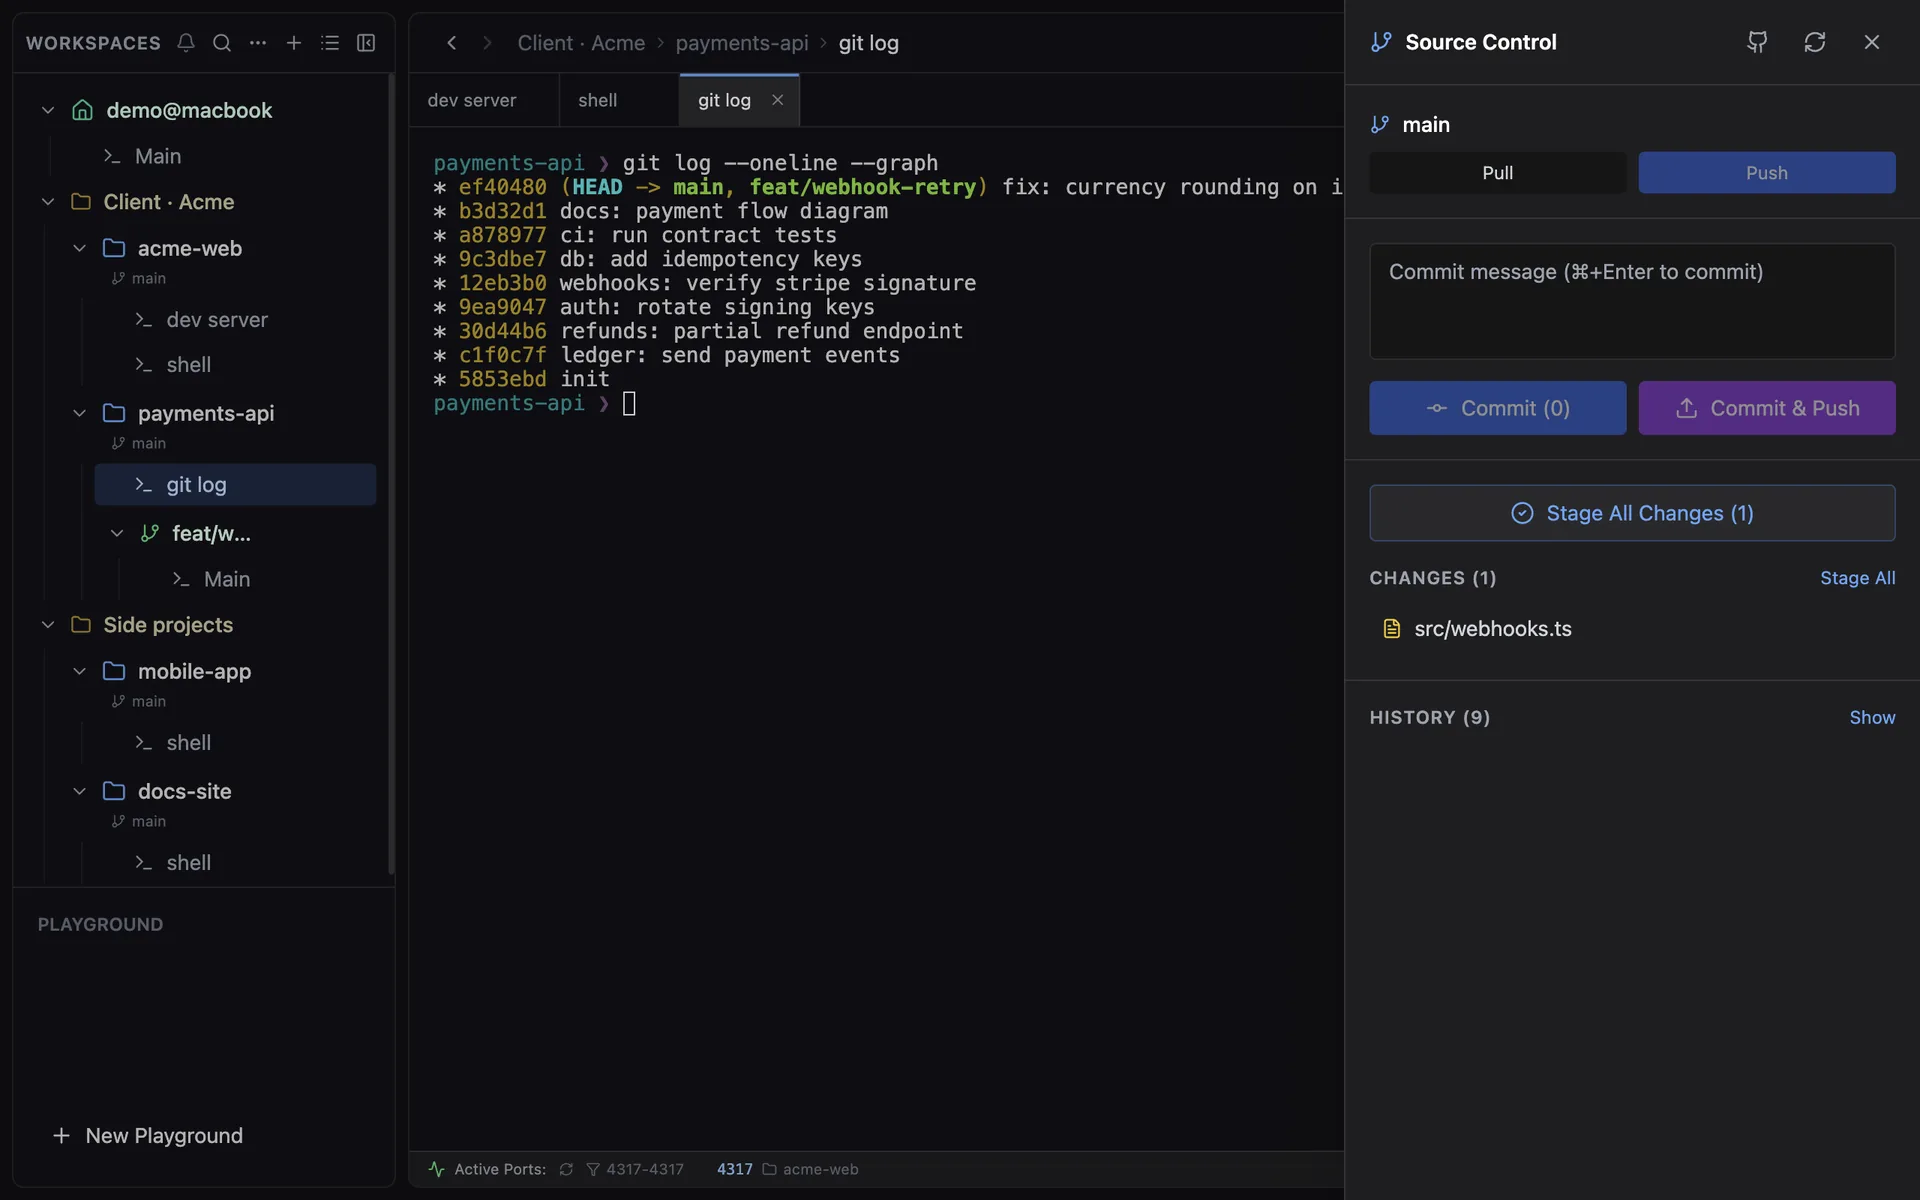 WORKSPACES
demo@macbook
Main
Client · Acme
acme-web
main
dev server
shell
payments-api
main
git log
feat/w...
Main
Side projects
mobile-app
main
shell
docs-site
main
shell
PLAYGROUND
New Playground
Client · Acme > payments-api > git log
dev server
shell
git log
payments-api ❯ git log --oneline --graph
* ef40480 (HEAD -> main, feat/webhook-retry) fix: currency rounding on i
* b3d32d1 docs: payment flow diagram
* a878977 ci: run contract tests
* 9c3dbe7 db: add idempotency keys
* 12eb3b0 webhooks: verify stripe signature
* 9ea9047 auth: rotate signing keys
* 30d44b6 refunds: partial refund endpoint
* c1f0c7f ledger: send payment events
* 5853ebd init
payments-api ❯
Active Ports: 4317-4317 4317 acme-web
Source Control
main
Pull
Push
Commit message (⌘+Enter to commit)
Commit (0)
Commit & Push
Stage All Changes (1)
CHANGES (1)
Stage All
src/webhooks.ts
HISTORY (9)
Show